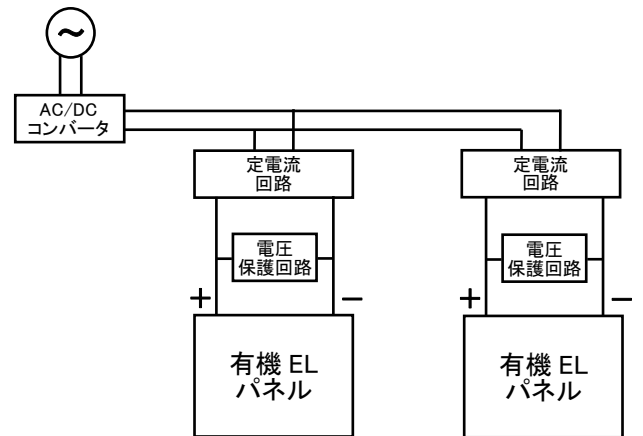 ~
AC/DC
コンバータ
定電流
回路
定電流
回路
電圧
保護回路
電圧
保護回路
+
−
+
−
有機 EL
パネル
有機 EL
パネル